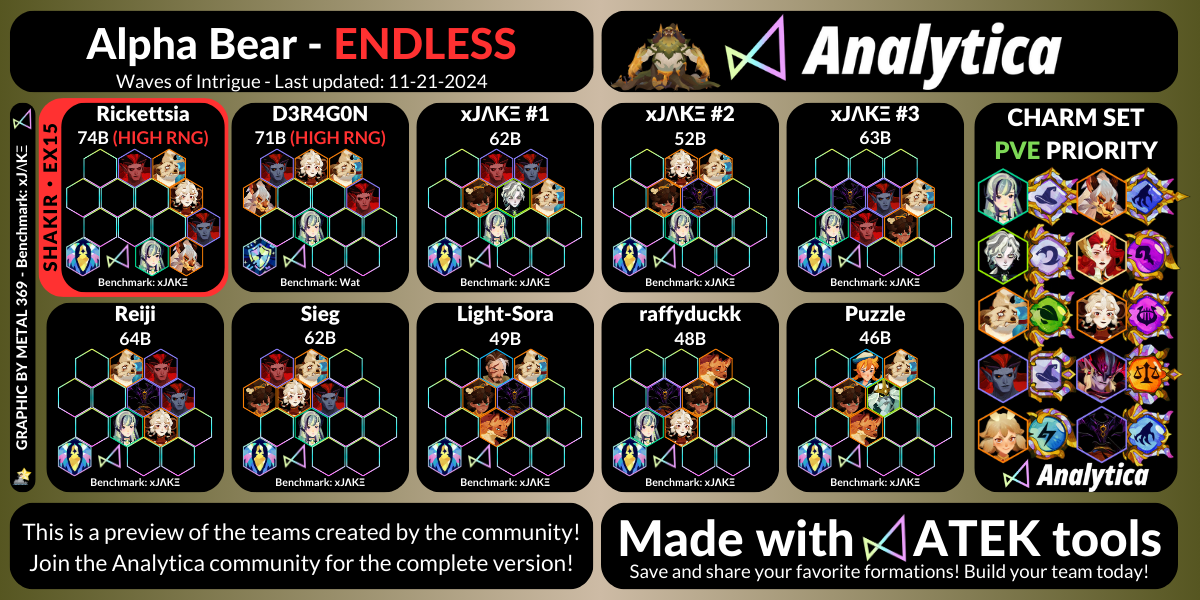 Alpha Bear - ENDLESS
Waves of Intrigue - Last updated: 11-21-2024
Analytica
GRAPHIC BY METAL 369 - Benchmark: xJΛKΞ
SHAKIR • EX15
Rickettsia
74B (HIGH RNG)
Benchmark: xJΛKΞ
D3R4G0N
71B (HIGH RNG)
Benchmark: Wat
xJΛKΞ #1
62B
Benchmark: xJΛKΞ
xJΛKΞ #2
52B
Benchmark: xJΛKΞ
xJΛKΞ #3
63B
Benchmark: xJΛKΞ
CHARM SET
PVE PRIORITY
Analytica
Reiji
64B
Benchmark: xJΛKΞ
Sieg
62B
Benchmark: xJΛKΞ
Light-Sora
49B
Benchmark: xJΛKΞ
raffyduckk
48B
Benchmark: xJΛKΞ
Puzzle
46B
Benchmark: xJΛKΞ
This is a preview of the teams created by the community!
Join the Analytica community for the complete version!
Made with ATEK tools
Save and share your favorite formations! Build your team today!